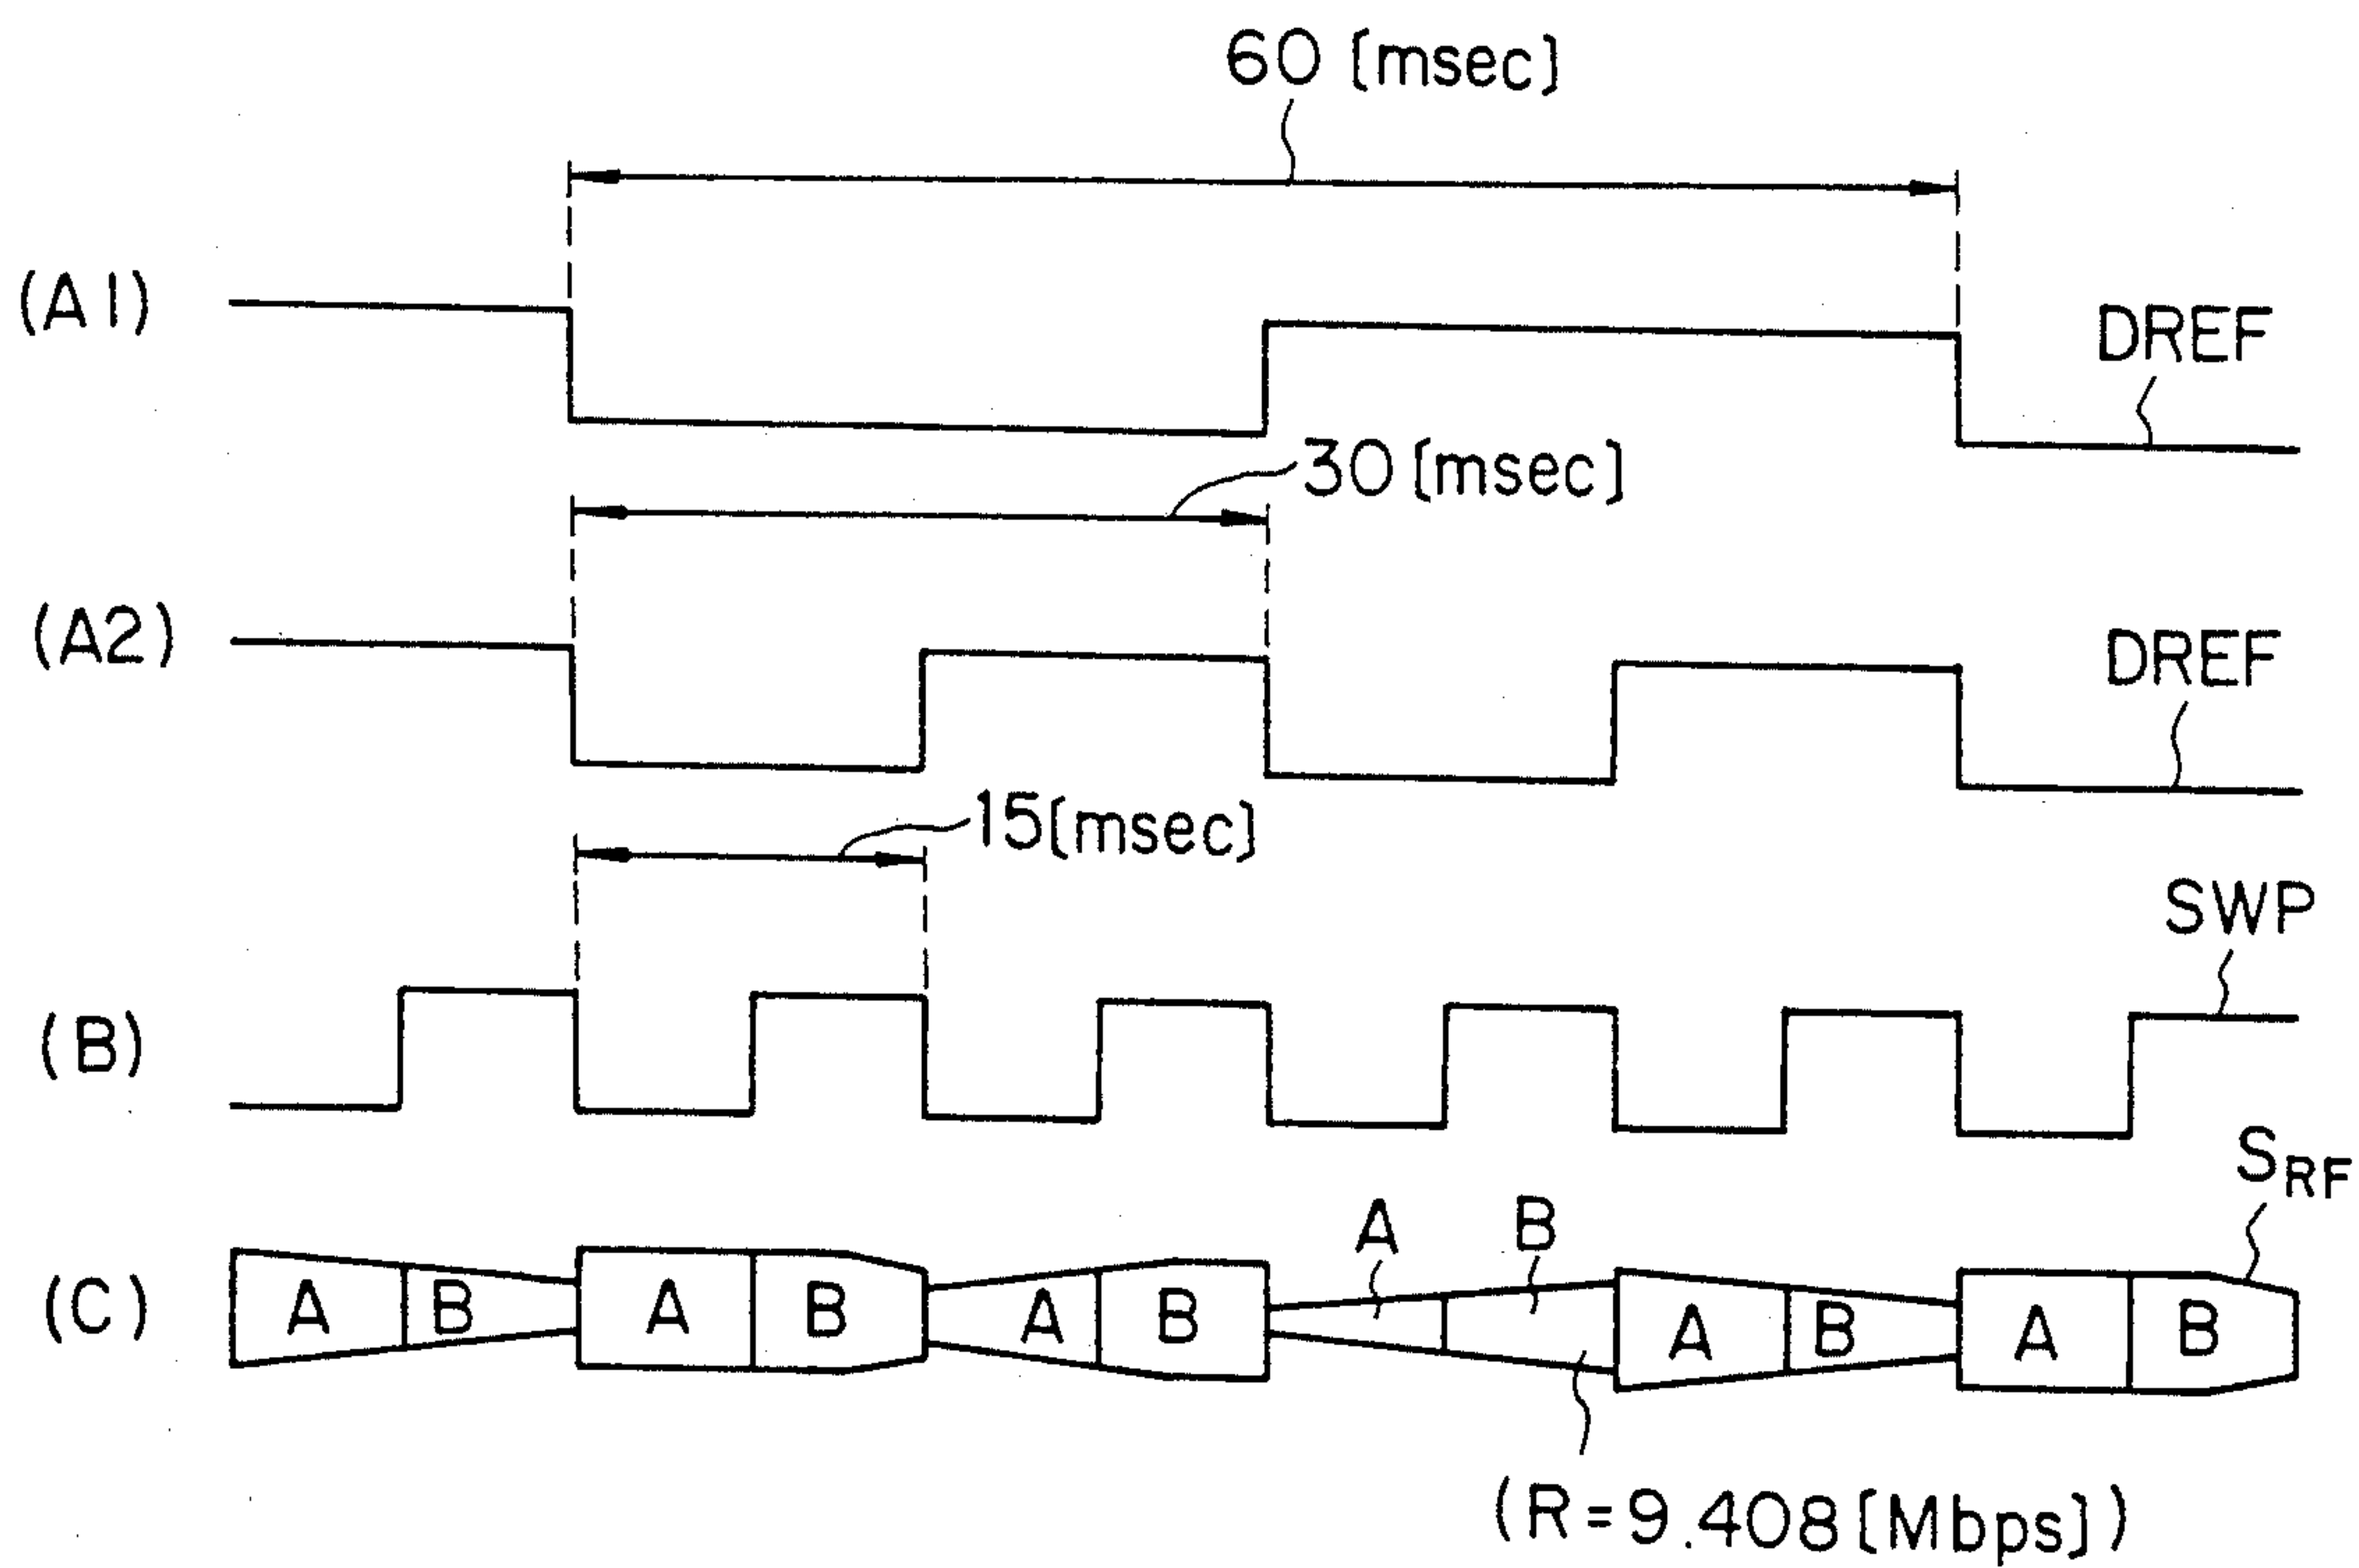 60 [msec]
(A1)
DREF
30 [msec]
(A2)
DREF
15 [msec]
SWP
(B)
SRF
A B
(C) A B A B A B A B A B
(R=9.408 [Mbps])